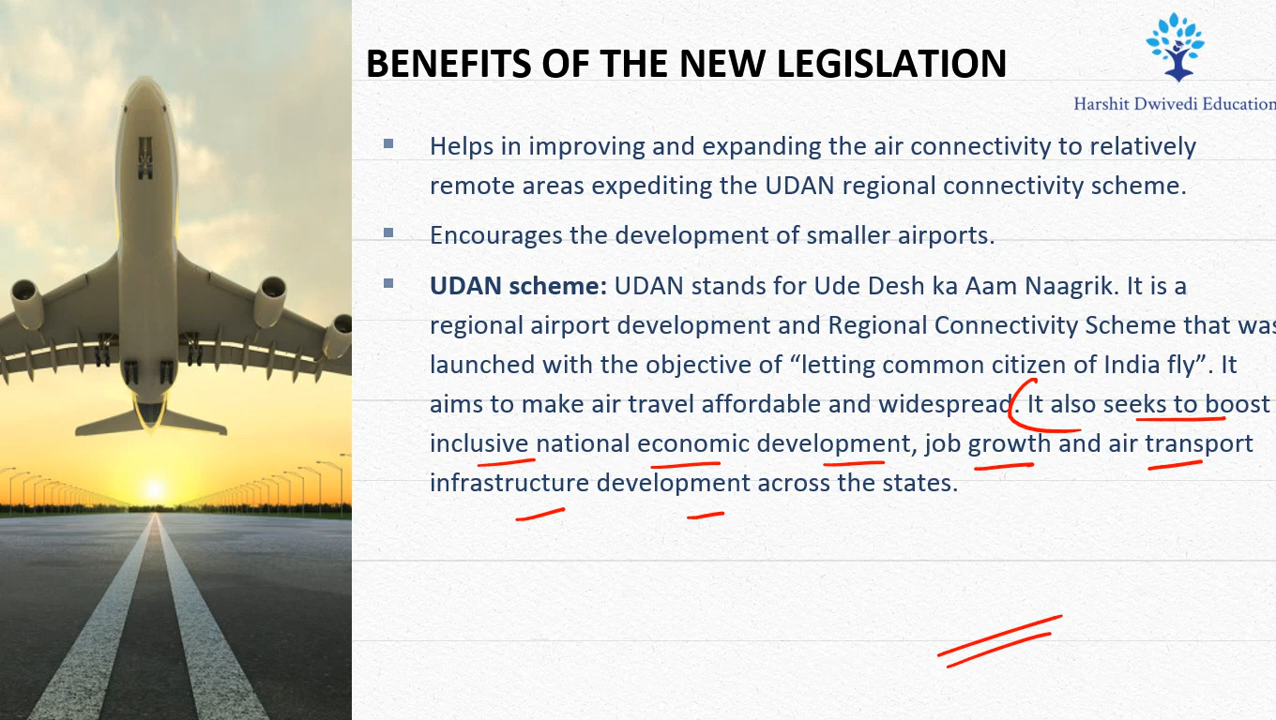 BENEFITS OF THE NEW LEGISLATION
Harshit Dwivedi Education
▪ Helps in improving and expanding the air connectivity to relatively
remote areas expediting the UDAN regional connectivity scheme.
▪ Encourages the development of smaller airports.
▪ UDAN scheme: UDAN stands for Ude Desh ka Aam Naagrik. It is a
regional airport development and Regional Connectivity Scheme that was
launched with the objective of “letting common citizen of India fly”. It
aims to make air travel affordable and widespread. It also seeks to boost
inclusive national economic development, job growth and air transport
infrastructure development across the states.